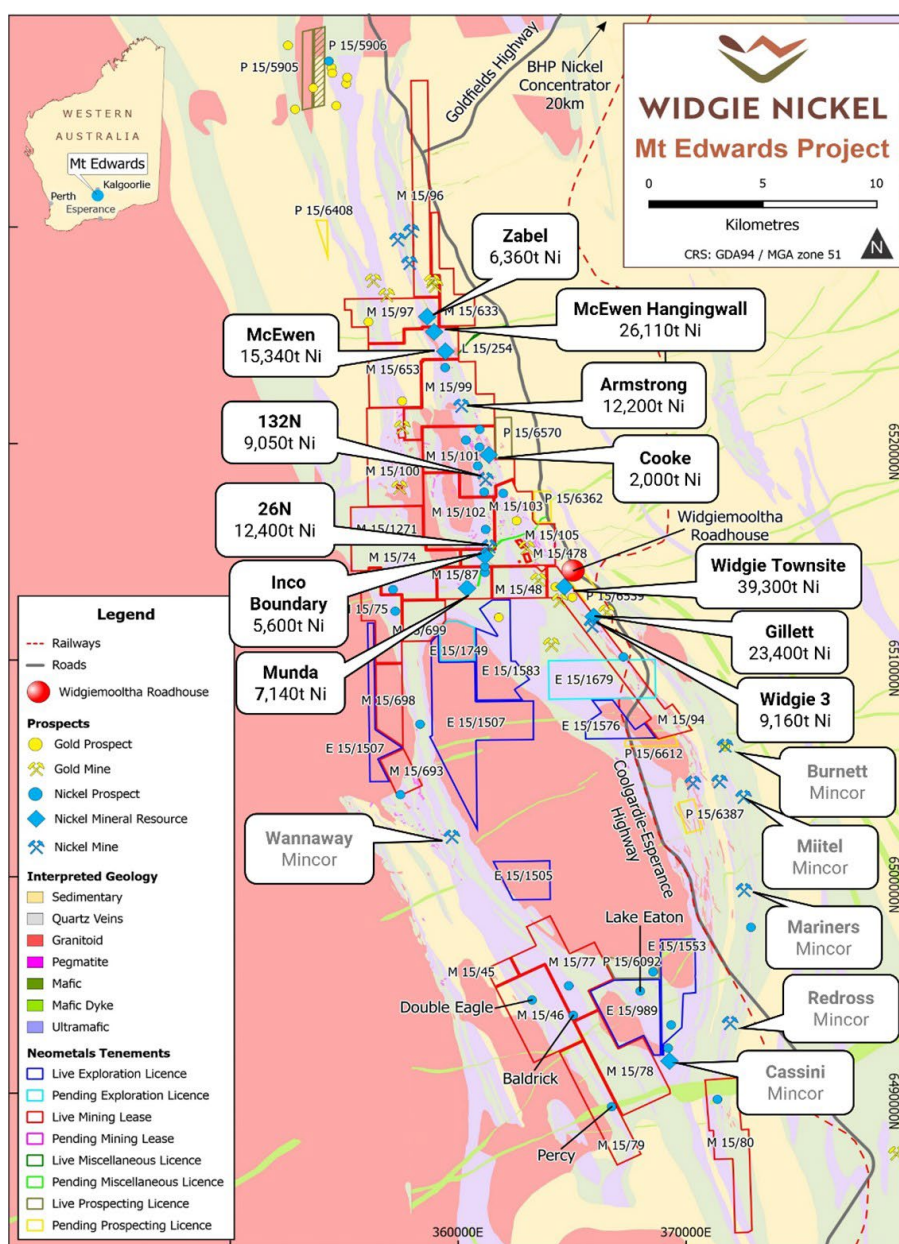 WIDGIE NICKEL
Mt Edwards Project
0 5 10
Kilometres
CRS: GDA94 / MGA zone 51
N
WESTERN
AUSTRALIA
Mt Edwards
Kalgoorlie
Perth
Esperance
P 15/5906
P 15/5905
Goldfields Highway
BHP Nickel
Concentrator
20km
M 15/96
P 15/6408
Zabel
6,360t Ni
M 15/97
M 15/633
McEwen Hangingwall
26,110t Ni
McEwen
15,340t Ni
L 15/254
M 15/653
M 15/99
Armstrong
12,200t Ni
132N
9,050t Ni
P 15/6570
M 15/101
M 15/100
Cooke
2,000t Ni
6520000N
P 15/6362
M 15/103
M 15/102
26N
12,400t Ni
M 15/1271
M 15/105
Widgiemooltha
Roadhouse
M 15/74
M 15/478
M 15/87
M 15/48
Widgie Townsite
39,300t Ni
P 15/6539
Inco
Boundary
5,600t Ni
M 15/75
M 15/699
Gillett
23,400t Ni
E 15/1749
E 15/1583
6510000N
Munda
7,140t Ni
E 15/1679
Widgie 3
9,160t Ni
M 15/698
E 15/1507
E 15/1576
M 15/94
E 15/1507
P 15/6612
M 15/693
Burnett
Mincor
Coolgardie-Esperance
Highway
P 15/6387
Wannaway
Mincor
Miitel
Mincor
6500000N
E 15/1505
Mariners
Mincor
Lake Eaton
E 15/1553
M 15/77
P 15/6092
M 15/45
Double Eagle
M 15/46
E 15/989
Redross
Mincor
Baldrick
M 15/78
Cassini
Mincor
6490000N
Percy
M 15/79
M 15/80
360000E
370000E
Legend
Railways
Roads
Widgiemooltha Roadhouse
Prospects
Gold Prospect
Gold Mine
Nickel Prospect
Nickel Mineral Resource
Nickel Mine
Interpreted Geology
Sedimentary
Quartz Veins
Granitoid
Pegmatite
Mafic
Mafic Dyke
Ultramafic
Neometals Tenements
Live Exploration Licence
Pending Exploration Licence
Live Mining Lease
Pending Mining Lease
Live Miscellaneous Licence
Pending Miscellaneous Licence
Live Prospecting Licence
Pending Prospecting Licence